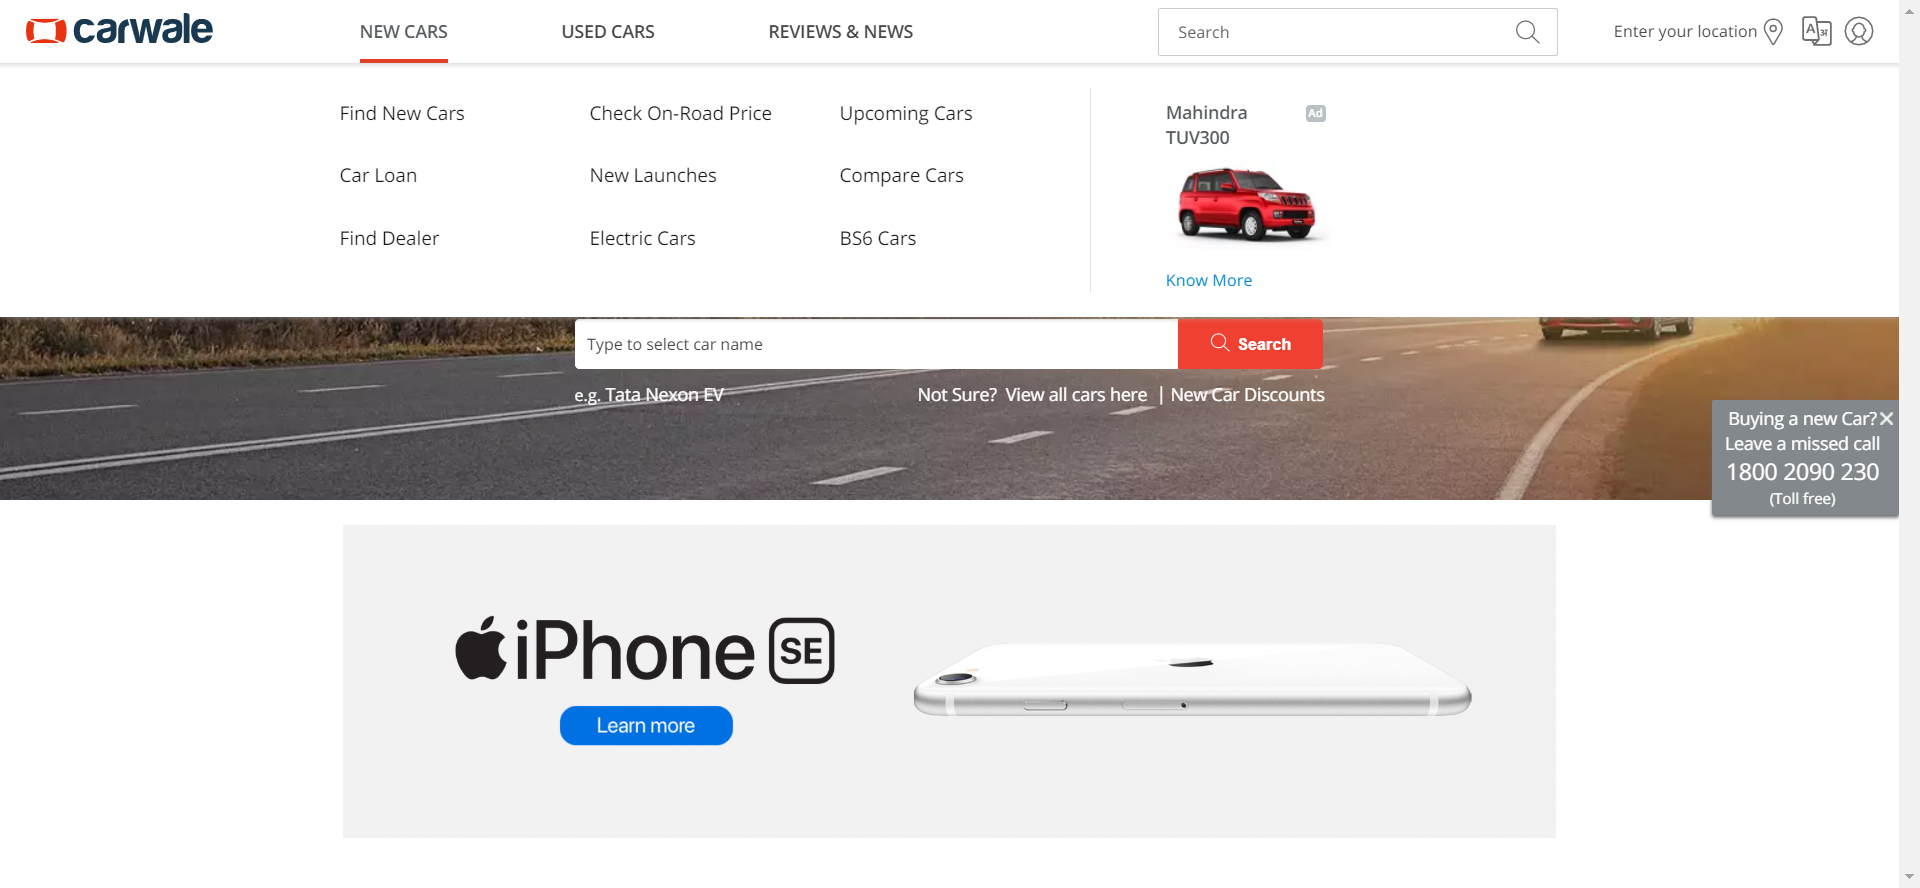 carwale
NEW CARS
USED CARS
REVIEWS & NEWS
Search
Enter your location
A अ
Find New Cars
Check On-Road Price
Upcoming Cars
Mahindra
TUV300
Ad
Car Loan
New Launches
Compare Cars
Find Dealer
Electric Cars
BS6 Cars
Know More
Type to select car name
Search
e.g. Tata Nexon EV
Not Sure? View all cars here | New Car Discounts
Buying a new Car?
Leave a missed call
1800 2090 230
(Toll free)
iPhone SE
Learn more